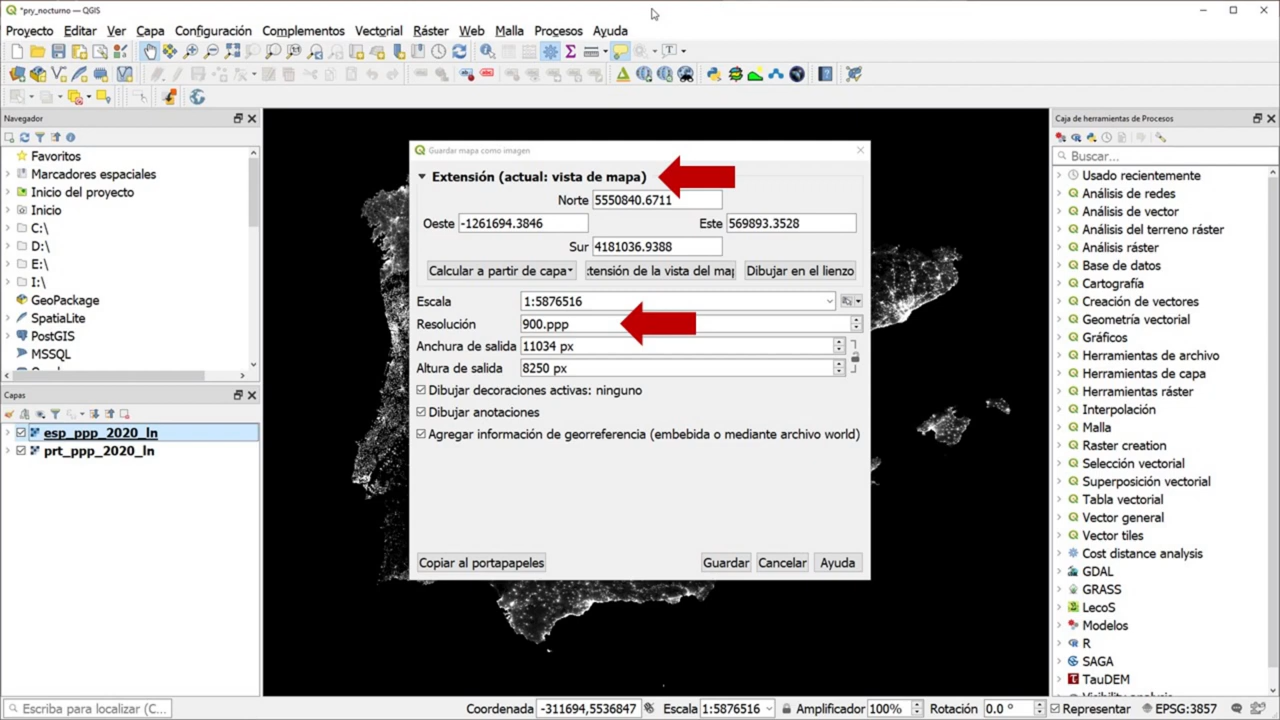 *pry_nocturno — QGIS
Proyecto Editar Ver Capa Configuración Complementos Vectorial Ráster Web Malla Procesos Ayuda
Navegador
Favoritos
Marcadores espaciales
Inicio del proyecto
Inicio
C:\
D:\
E:\
I:\
GeoPackage
SpatiaLite
PostGIS
MSSQL
Capas
esp_ppp_2020_ln
prt_ppp_2020_ln
Guardar mapa como imagen
Extensión (actual: vista de mapa)
Norte 5550840.6711
Oeste -1261694.3846 Este 569893.3528
Sur 4181036.9388
Calcular a partir de capa tensión de la vista del map Dibujar en el lienzo
Escala 1:5876516
Resolución 900.ppp
Anchura de salida 11034 px
Altura de salida 8250 px
Dibujar decoraciones activas: ninguno
Dibujar anotaciones
Agregar información de georreferencia (embebida o mediante archivo world)
Copiar al portapapeles Guardar Cancelar Ayuda
Caja de herramientas de Procesos
Buscar...
Usado recientemente
Análisis de redes
Análisis de vector
Análisis del terreno ráster
Análisis ráster
Base de datos
Cartografía
Creación de vectores
Geometría vectorial
Gráficos
Herramientas de archivo
Herramientas de capa
Herramientas ráster
Interpolación
Malla
Raster creation
Selección vectorial
Superposición vectorial
Tabla vectorial
Vector general
Vector tiles
Cost distance analysis
GDAL
GRASS
LecoS
Modelos
R
SAGA
TauDEM
Escriba para localizar (C...
Coordenada -311694,5536847 Escala 1:5876516 Amplificador 100% Rotación 0.0 ° Representar EPSG:3857